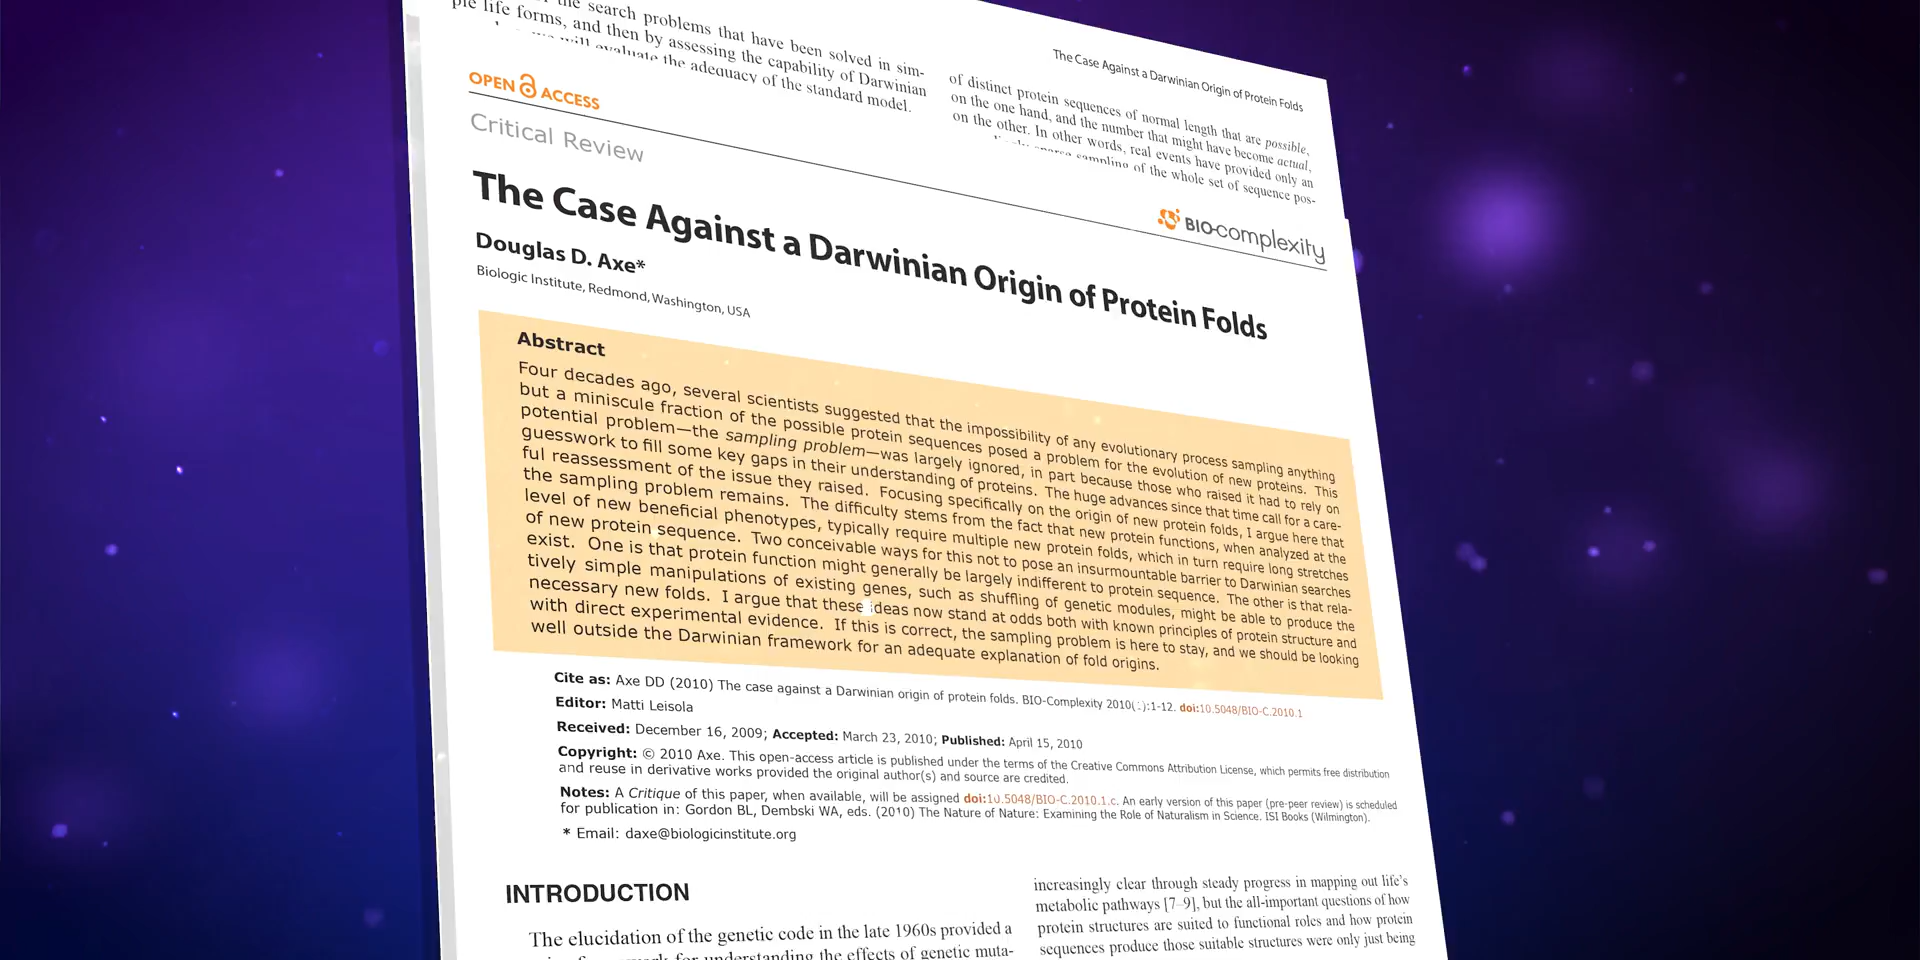 the search problems that have been solved in sim-
ple life forms, and then by assessing the capability of Darwinian
we will evaluate the adequacy of the standard model.
The Case Against a Darwinian Origin of Protein Folds
of distinct protein sequences of normal length that are possible,
on the one hand, and the number that might have become actual,
on the other. In other words, real events have provided only an
sparse sampling of the whole set of sequence pos-
OPEN ACCESS
Critical Review
BIO-complexity
The Case Against a Darwinian Origin of Protein Folds
Douglas D. Axe*
Biologic Institute, Redmond, Washington, USA
Abstract
Four decades ago, several scientists suggested that the impossibility of any evolutionary process sampling anything
but a miniscule fraction of the possible protein sequences posed a problem for the evolution of new proteins. This
potential problem—the sampling problem—was largely ignored, in part because those who raised it had to rely on
guesswork to fill some key gaps in their understanding of proteins. The huge advances since that time call for a care-
ful reassessment of the issue they raised. Focusing specifically on the origin of new protein folds, I argue here that
the sampling problem remains. The difficulty stems from the fact that new protein functions, when analyzed at the
level of new beneficial phenotypes, typically require multiple new protein folds, which in turn require long stretches
of new protein sequence. Two conceivable ways for this not to pose an insurmountable barrier to Darwinian searches
exist. One is that protein function might generally be largely indifferent to protein sequence. The other is that rela-
tively simple manipulations of existing genes, such as shuffling of genetic modules, might be able to produce the
necessary new folds. I argue that these ideas now stand at odds both with known principles of protein structure and
with direct experimental evidence. If this is correct, the sampling problem is here to stay, and we should be looking
well outside the Darwinian framework for an adequate explanation of fold origins.
Cite as: Axe DD (2010) The case against a Darwinian origin of protein folds. BIO-Complexity 2010( ):1-12. doi:10.5048/BIO-C.2010.1
Editor: Matti Leisola
Received: December 16, 2009; Accepted: March 23, 2010; Published: April 15, 2010
Copyright: © 2010 Axe. This open-access article is published under the terms of the Creative Commons Attribution License, which permits free distribution
and reuse in derivative works provided the original author(s) and source are credited.
Notes: A Critique of this paper, when available, will be assigned doi:10.5048/BIO-C.2010.1.c. An early version of this paper (pre-peer review) is scheduled
for publication in: Gordon BL, Dembski WA, eds. (2010) The Nature of Nature: Examining the Role of Naturalism in Science. ISI Books (Wilmington).
* Email: daxe@biologicinstitute.org
INTRODUCTION
The elucidation of the genetic code in the late 1960s provided a
for understanding the effects of genetic muta-
increasingly clear through steady progress in mapping out life's
metabolic pathways [7-9], but the all-important questions of how
protein structures are suited to functional roles and how protein
sequences produce those suitable structures were only just being